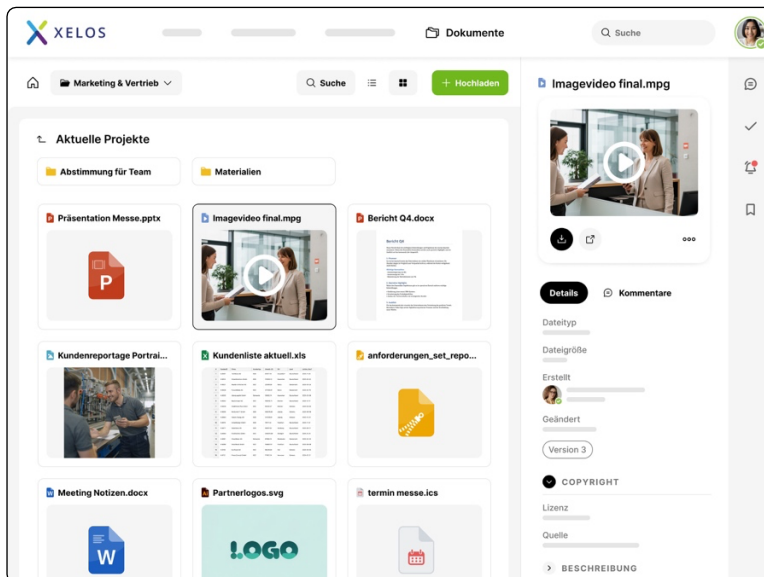 XELOS
Dokumente
Suche
Marketing & Vertrieb
Suche
+ Hochladen
Aktuelle Projekte
Abstimmung für Team
Materialien
Präsentation Messe.pptx
Imagevideo final.mpg
Bericht Q4.docx
P
Bericht Q4
Kundenreportage Portrai...
Kundenliste aktuell.xls
anforderungen_set_repo...
Meeting Notizen.docx
Partnerlogos.svg
termin messe.ics
W
LOGO
Imagevideo final.mpg
Details
Kommentare
Dateityp
Dateigröße
Erstellt
Geändert
Version 3
COPYRIGHT
Lizenz
Quelle
BESCHREIBUNG